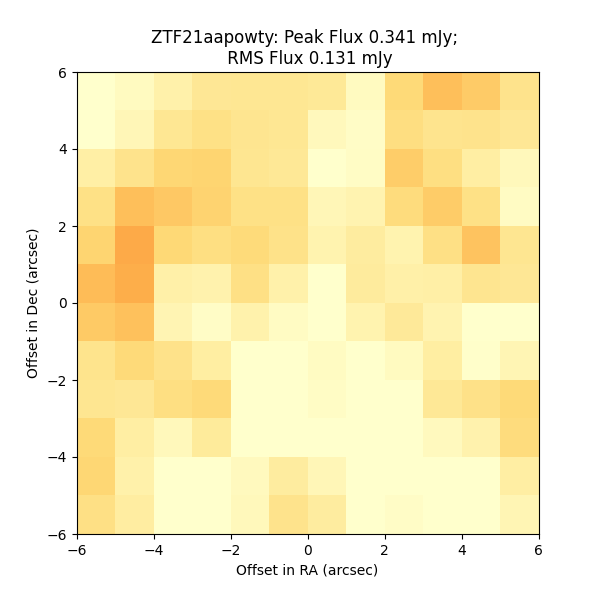 ZTF21aapowty: Peak Flux 0.341 mJy;
RMS Flux 0.131 mJy
6
4
2
0
−2
−4
−6
Offset in Dec (arcsec)
−6 −4 −2 0 2 4 6
Offset in RA (arcsec)